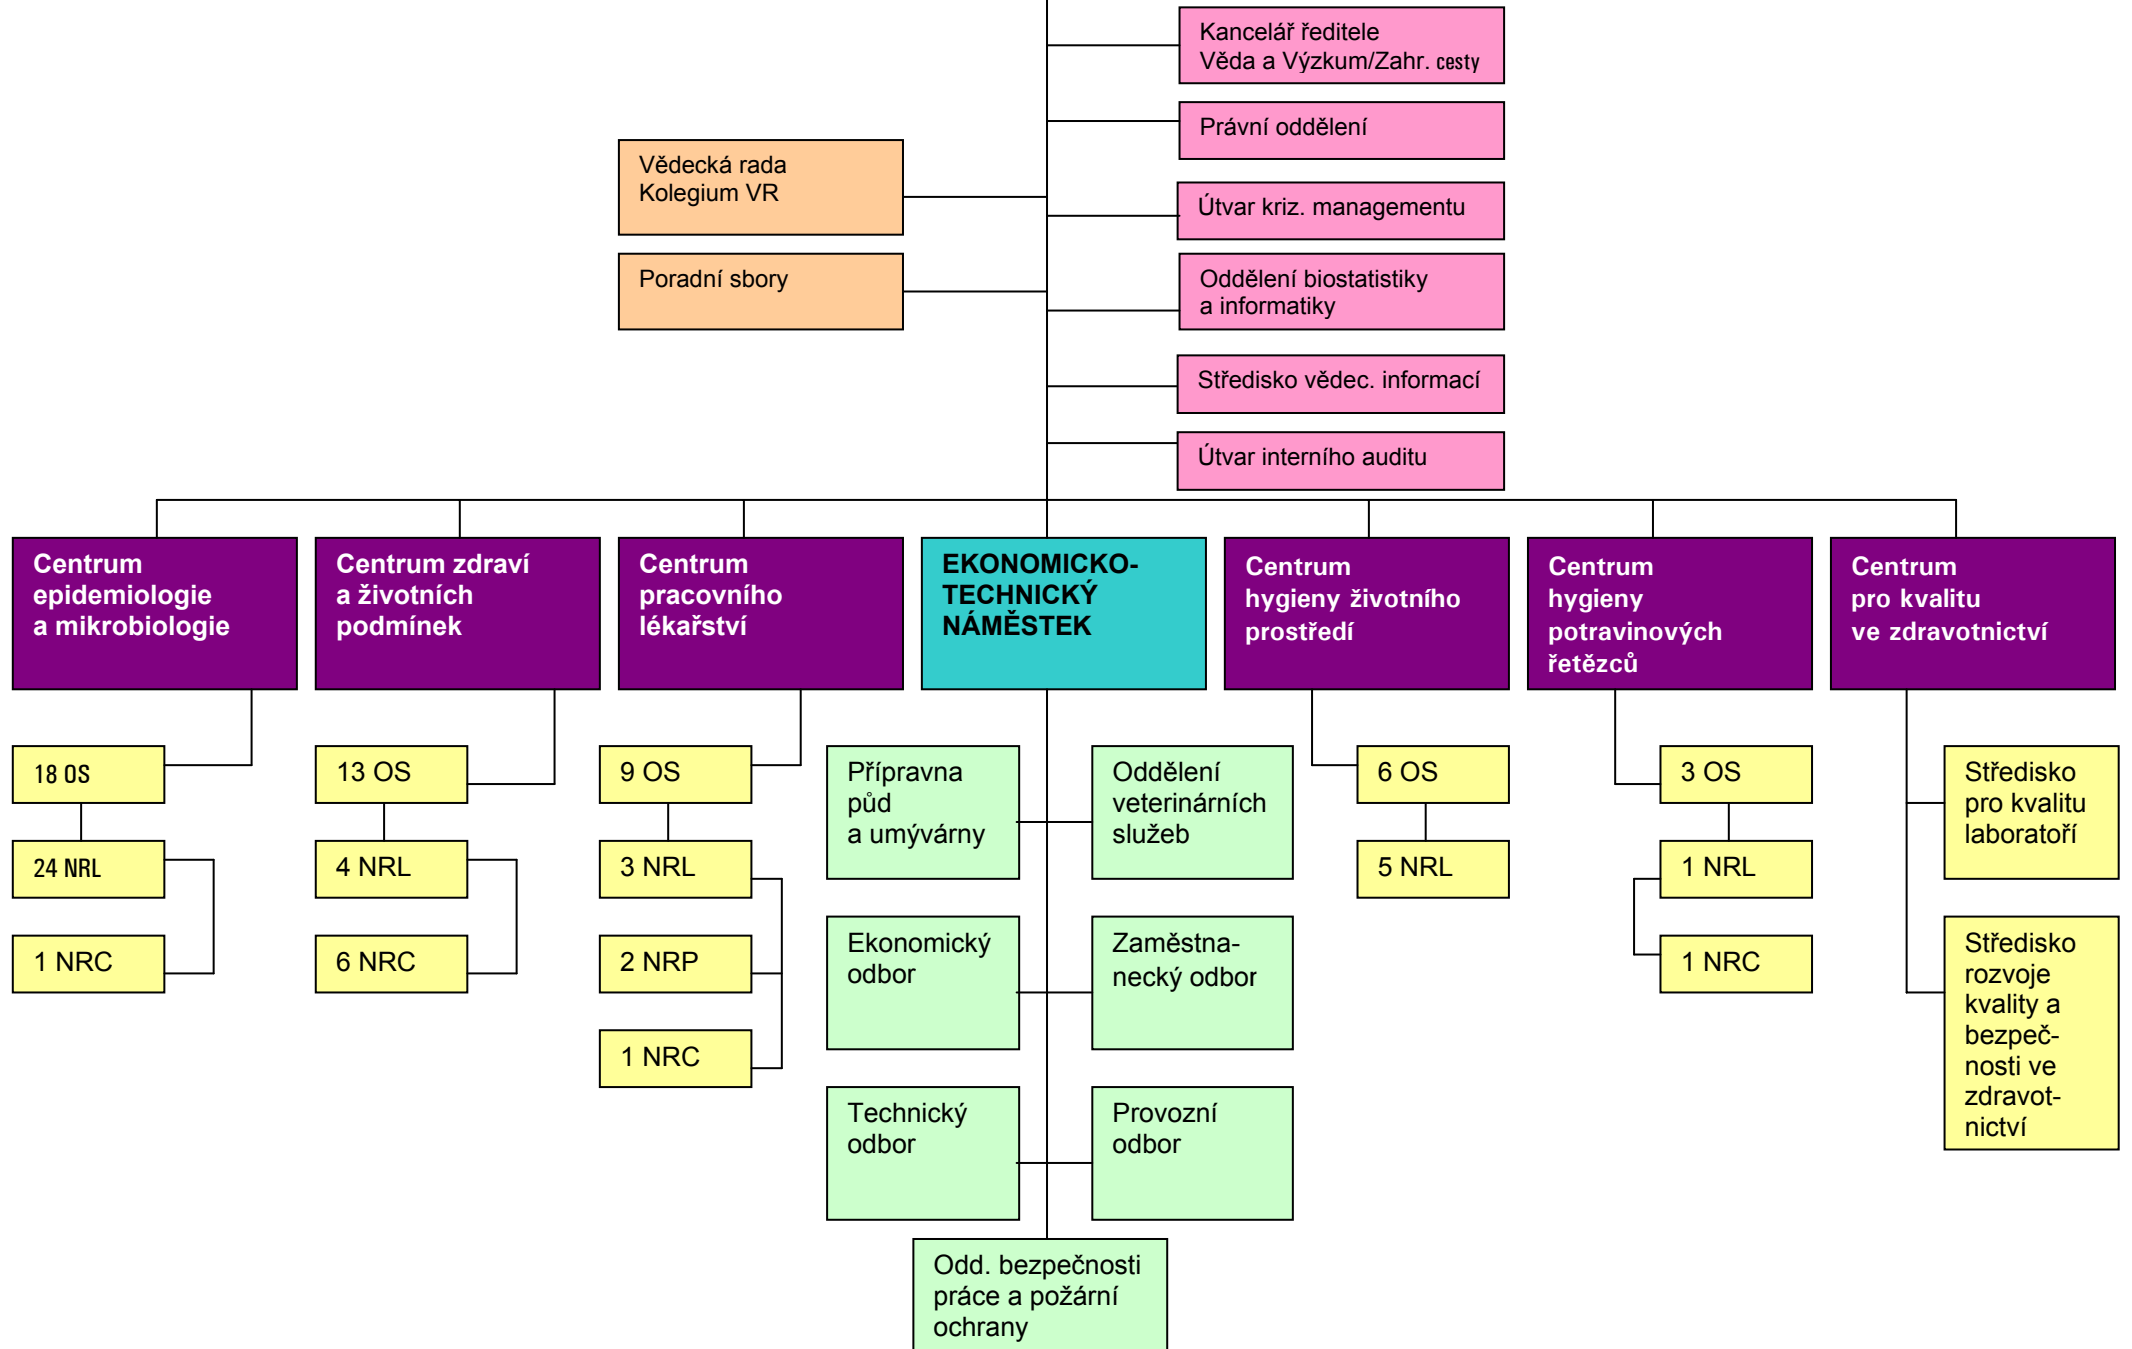 Kancelář ředitele
Věda a Výzkum/Zahr. cesty
Právní oddělení
Vědecká rada
Kolegium VR
Útvar kriz. managementu
Poradní sbory
Oddělení biostatistiky
a informatiky
Středisko vědec. informací
Útvar interního auditu
Centrum
epidemiologie
a mikrobiologie
Centrum zdraví
a životních
podmínek
Centrum
pracovního
lékařství
EKONOMICKO-
TECHNICKÝ
NÁMĚSTEK
Centrum
hygieny životního
prostředí
Centrum
hygieny
potravinových
řetězců
Centrum
pro kvalitu
ve zdravotnictví
18 OS
24 NRL
1 NRC
13 OS
4 NRL
6 NRC
9 OS
3 NRL
2 NRP
1 NRC
Přípravna
půd
a umývárny
Oddělení
veterinárních
služeb
Ekonomický
odbor
Zaměstna-
necký odbor
Technický
odbor
Provozní
odbor
Odd. bezpečnosti
práce a požární
ochrany
6 OS
5 NRL
3 OS
1 NRL
1 NRC
Středisko
pro kvalitu
laboratoří
Středisko
rozvoje
kvality a
bezpeč-
nosti ve
zdravot-
nictví